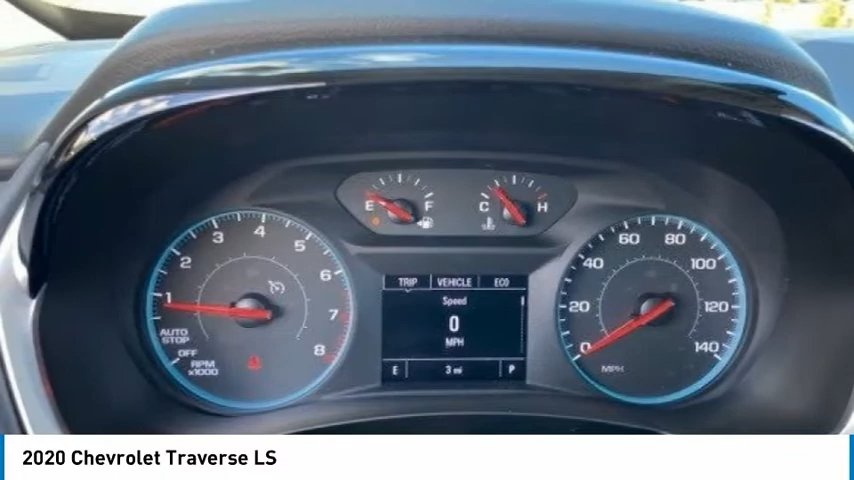 E F C H
1 2 3 4 5 6 7 8
AUTO
STOP
OFF
RPM
x1000
TRIP VEHICLE ECO
Speed
0
MPH
E 3 mi P
0 20 40 60 80 100 120 140
MPH
2020 Chevrolet Traverse LS